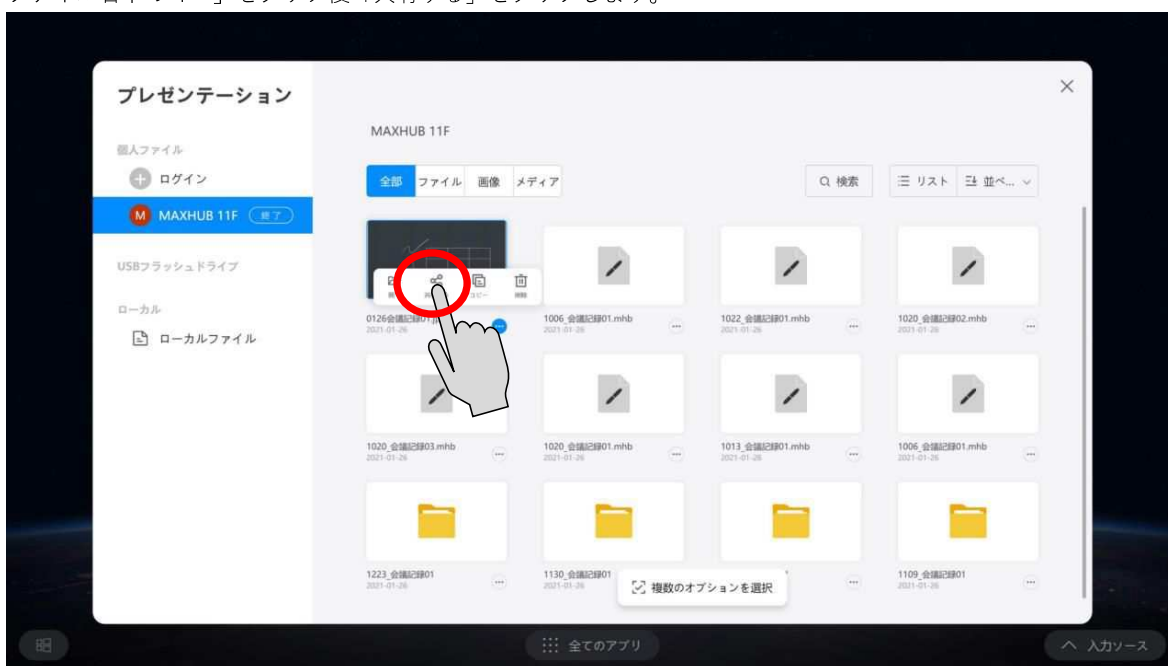 プレゼンテーション
個人ファイル
ログイン
M MAXHUB 11F 終了
USBフラッシュドライブ
ローカル
ローカルファイル
MAXHUB 11F
全部 ファイル 画像 メディア
検索 リスト 並べ...
コピー 削除
0126会議記録01
2021-01-26
1006_会議記録01.mhb
2021-01-26
1022_会議記録01.mhb
2021-01-26
1020_会議記録02.mhb
2021-01-26
1020_会議記録03.mhb
2021-01-26
1020_会議記録01.mhb
2021-01-26
1013_会議記録01.mhb
2021-01-26
1006_会議記録01.mhb
2021-01-26
1223_会議記録01
2021-01-26
1130_会議記録01
2021-01-26
1109_会議記録01
2021-01-26
複数のオプションを選択
全てのアプリ
入力ソース